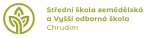 Střední škola zemědělská
a Vyšší odborná škola
Chrudim